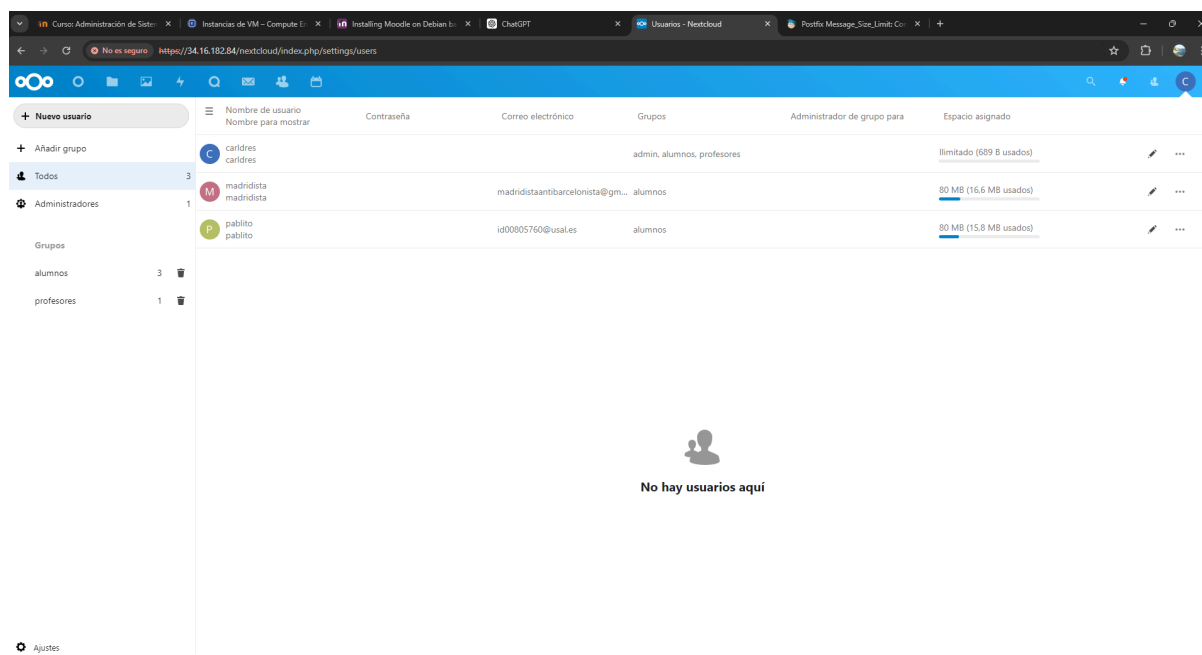 Curso: Administración de Sister
Instancias de VM – Compute En
Installing Moodle on Debian ba
ChatGPT
Usuarios - Nextcloud
Postfix Message_Size_Limit: Cor
No es seguro https://34.16.182.84/nextcloud/index.php/settings/users
C
Nuevo usuario
Nombre de usuario
Nombre para mostrar
Contraseña
Correo electrónico
Grupos
Administrador de grupo para
Espacio asignado
Añadir grupo
Todos 3
Administradores 1
Grupos
alumnos 3
profesores 1
C
carldres
carldres
admin, alumnos, profesores
Ilimitado (689 B usados)
M
madridista
madridista
madridistaantibarcelonista@gm... alumnos
80 MB (16,6 MB usados)
P
pablito
pablito
id00805760@usal.es
alumnos
80 MB (15,8 MB usados)
No hay usuarios aquí
Ajustes